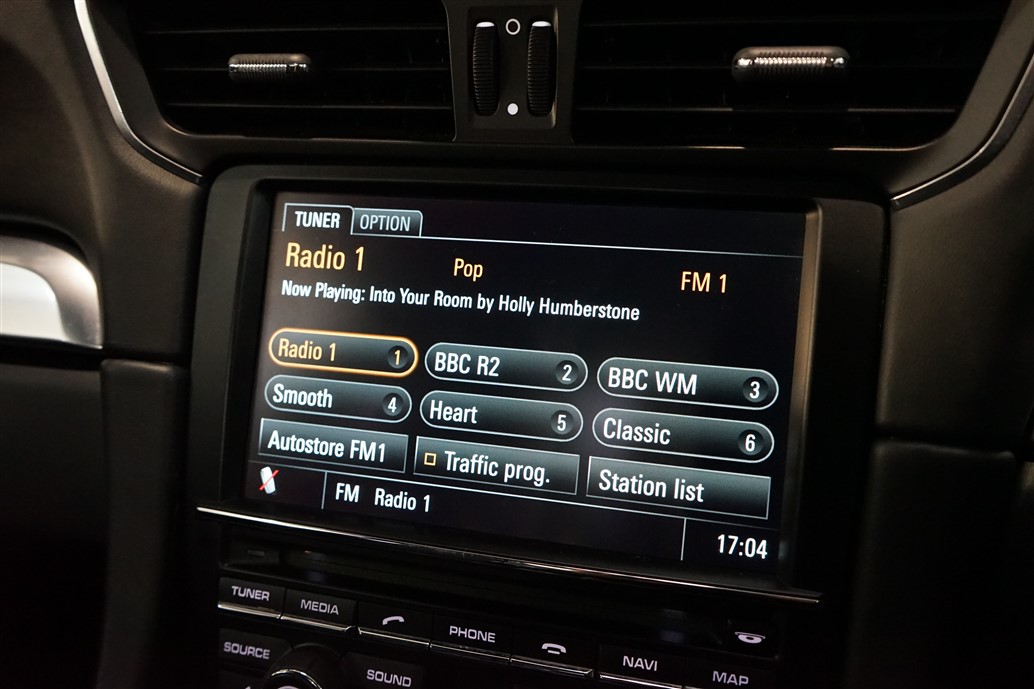 TUNER OPTION
Radio 1 Pop FM 1
Now Playing: Into Your Room by Holly Humberstone
Radio 1 1 BBC R2 2 BBC WM 3
Smooth 4 Heart 5 Classic 6
Autostore FM1 Traffic prog. Station list
FM Radio 1 17:04
TUNER MEDIA PHONE NAVI MAP
SOURCE SOUND